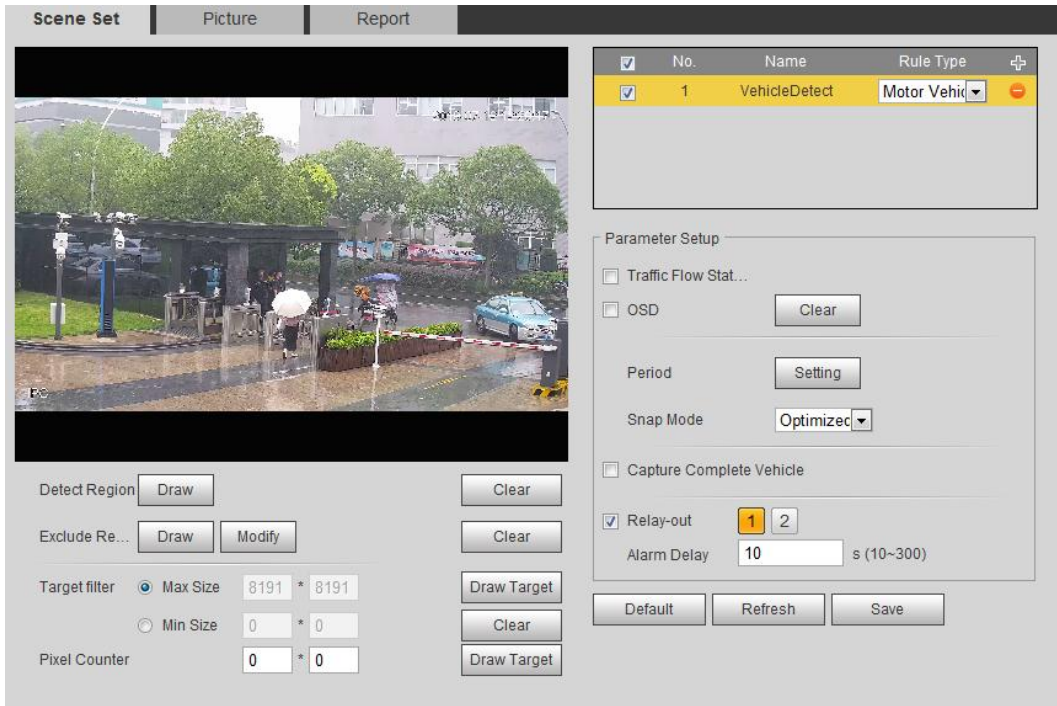 Scene Set Picture Report
No. Name Rule Type
1 VehicleDetect Motor Vehic
Parameter Setup
Traffic Flow Stat...
OSD Clear
Period Setting
Snap Mode Optimizec
Capture Complete Vehicle
Relay-out 1 2
Alarm Delay 10 s (10~300)
Default Refresh Save
Detect Region Draw Clear
Exclude Re... Draw Modify Clear
Target filter Max Size 8191 * 8191 Draw Target
Min Size 0 * 0 Clear
Pixel Counter 0 * 0 Draw Target